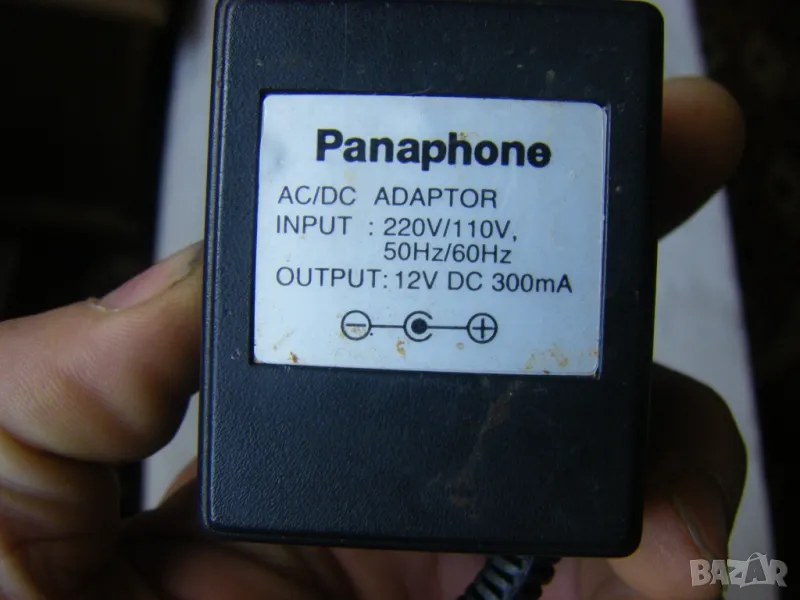 Panaphone
AC/DC ADAPTOR
INPUT : 220V/110V,
50Hz/60Hz
OUTPUT: 12V DC 300mA
BAZAR